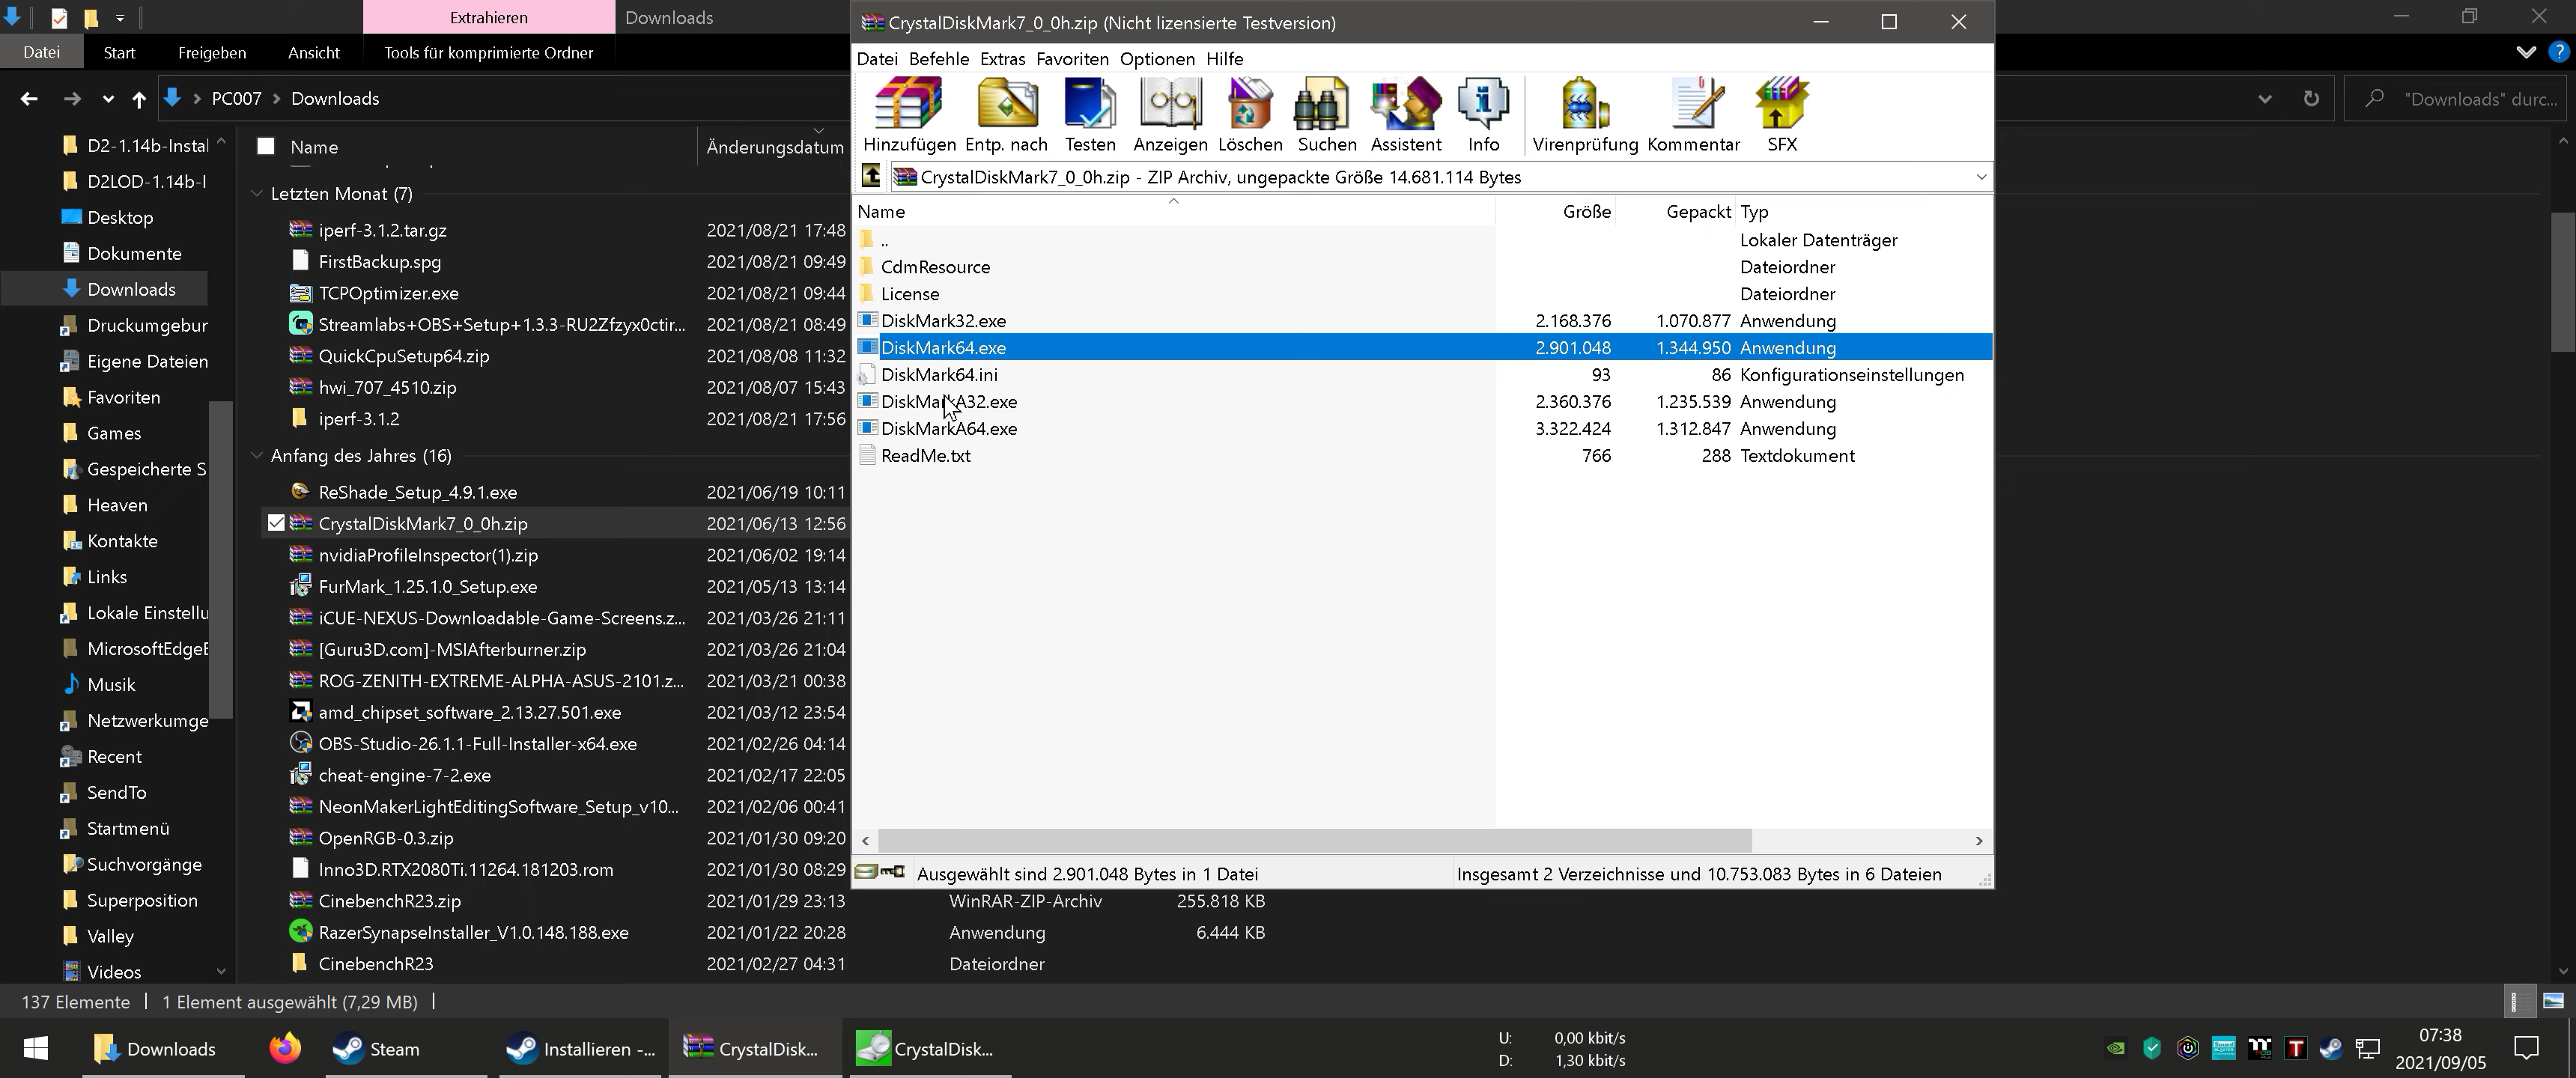 Extrahieren
Downloads
Datei
Start
Freigeben
Ansicht
Tools für komprimierte Ordner
PC007
Downloads
"Downloads" durc...
D2-1.14b-Instal
D2LOD-1.14b-I
Desktop
Dokumente
Downloads
Druckumgebur
Eigene Dateien
Favoriten
Games
Gespeicherte S
Heaven
Kontakte
Links
Lokale Einstellu
MicrosoftEdgeE
Musik
Netzwerkumge
Recent
SendTo
Startmenü
Suchvorgänge
Superposition
Valley
Videos
Name Änderungsdatum
Letzten Monat (7)
iperf-3.1.2.tar.gz 2021/08/21 17:48
FirstBackup.spg 2021/08/21 09:49
TCPOptimizer.exe 2021/08/21 09:44
Streamlabs+OBS+Setup+1.3.3-RU2Zfzyx0ctir... 2021/08/21 08:49
QuickCpuSetup64.zip 2021/08/08 11:32
hwi_707_4510.zip 2021/08/07 15:43
iperf-3.1.2 2021/08/21 17:56
Anfang des Jahres (16)
ReShade_Setup_4.9.1.exe 2021/06/19 10:11
CrystalDiskMark7_0_0h.zip 2021/06/13 12:56
nvidiaProfileInspector(1).zip 2021/06/02 19:14
FurMark_1.25.1.0_Setup.exe 2021/05/13 13:14
iCUE-NEXUS-Downloadable-Game-Screens.z... 2021/03/26 21:11
[Guru3D.com]-MSIAfterburner.zip 2021/03/26 21:04
ROG-ZENITH-EXTREME-ALPHA-ASUS-2101.z... 2021/03/21 00:38
amd_chipset_software_2.13.27.501.exe 2021/03/12 23:54
OBS-Studio-26.1.1-Full-Installer-x64.exe 2021/02/26 04:14
cheat-engine-7-2.exe 2021/02/17 22:05
NeonMakerLightEditingSoftware_Setup_v10... 2021/02/06 00:41
OpenRGB-0.3.zip 2021/01/30 09:20
Inno3D.RTX2080Ti.11264.181203.rom 2021/01/30 08:29
CinebenchR23.zip 2021/01/29 23:13 WinRAR-ZIP-Archiv 255.818 KB
RazerSynapseInstaller_V1.0.148.188.exe 2021/01/22 20:28 Anwendung 6.444 KB
CinebenchR23 2021/02/27 04:31 Dateiordner
137 Elemente
1 Element ausgewählt (7,29 MB)
CrystalDiskMark7_0_0h.zip (Nicht lizensierte Testversion)
Datei Befehle Extras Favoriten Optionen Hilfe
Hinzufügen Entp. nach Testen Anzeigen Löschen Suchen Assistent Info Virenprüfung Kommentar SFX
CrystalDiskMark7_0_0h.zip - ZIP Archiv, ungepackte Größe 14.681.114 Bytes
Name Größe Gepackt Typ
.. Lokaler Datenträger
CdmResource Dateiordner
License Dateiordner
DiskMark32.exe 2.168.376 1.070.877 Anwendung
DiskMark64.exe 2.901.048 1.344.950 Anwendung
DiskMark64.ini 93 86 Konfigurationseinstellungen
DiskMarkA32.exe 2.360.376 1.235.539 Anwendung
DiskMarkA64.exe 3.322.424 1.312.847 Anwendung
ReadMe.txt 766 288 Textdokument
Ausgewählt sind 2.901.048 Bytes in 1 Datei
Insgesamt 2 Verzeichnisse und 10.753.083 Bytes in 6 Dateien
Downloads
Steam
Installieren -...
CrystalDisk...
CrystalDisk...
U: 0,00 kbit/s
D: 1,30 kbit/s
07:38
2021/09/05